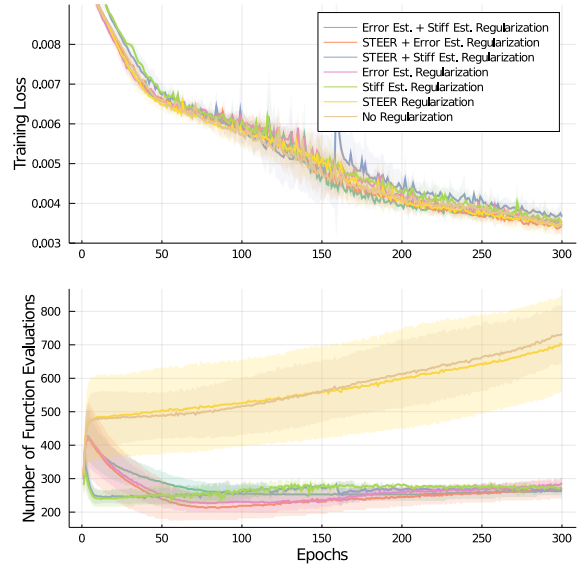 Error Est. + Stiff Est. Regularization
STEER + Error Est. Regularization
STEER + Stiff Est. Regularization
Error Est. Regularization
Stiff Est. Regularization
STEER Regularization
No Regularization
Training Loss
0.008
0.007
0.006
0.005
0.004
0.003
0 50 100 150 200 250 300
Number of Function Evaluations
800
700
600
500
400
300
200
0 50 100 150 200 250 300
Epochs